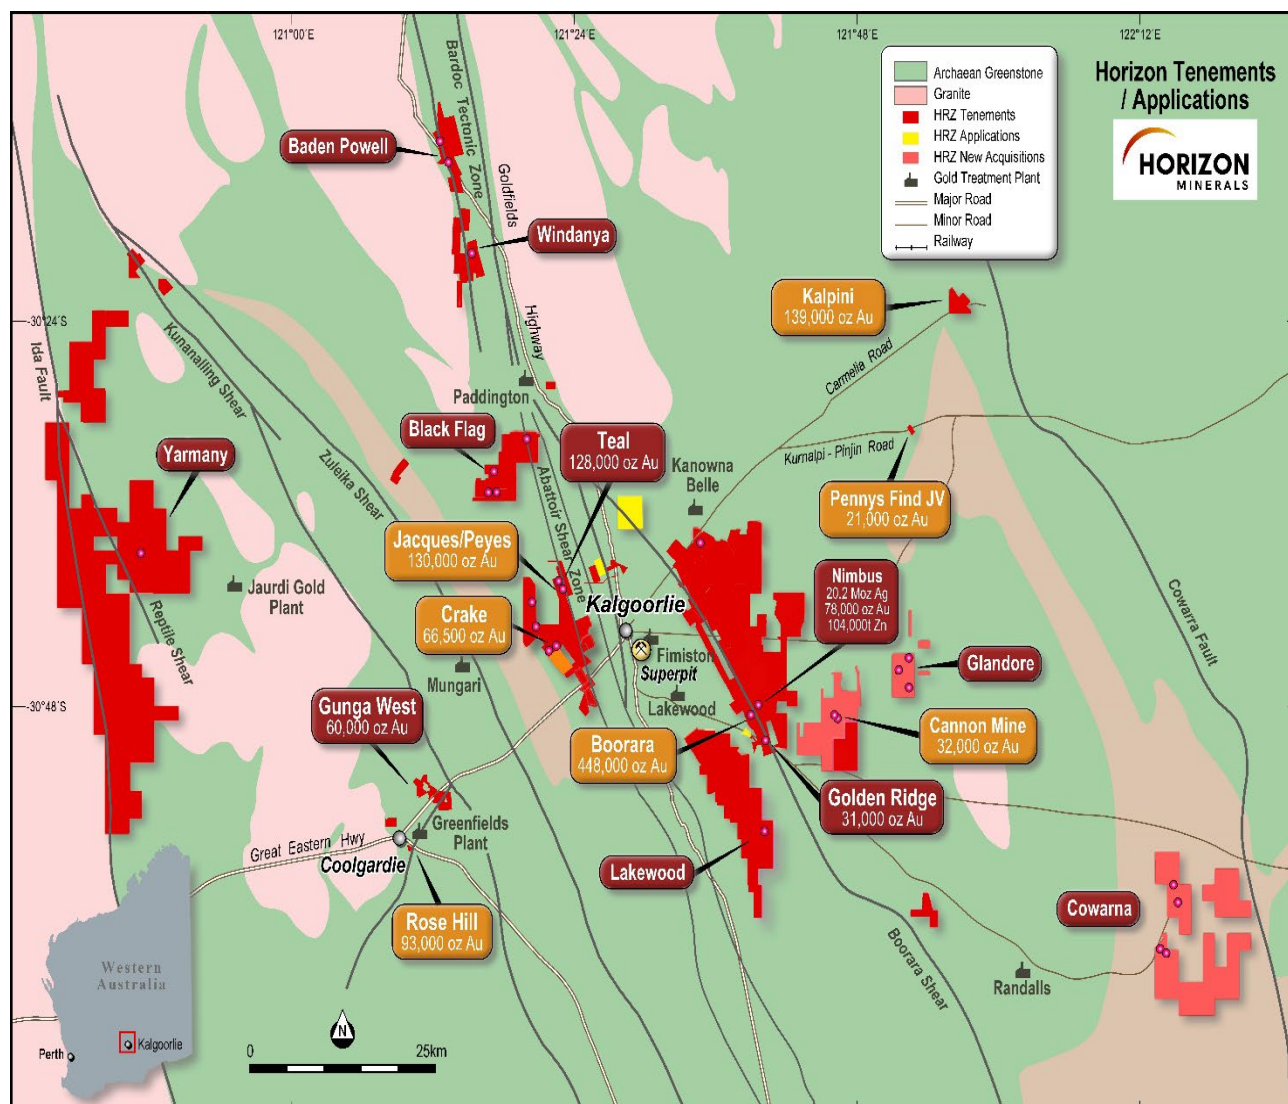 121°00´E
121°24´E
121°48´E
122°12´E
Horizon Tenements
/ Applications
HORIZON
MINERALS
Archaean Greenstone
Granite
HRZ Tenements
HRZ Applications
HRZ New Acquisitions
Gold Treatment Plant
Major Road
Minor Road
Railway
Bardoc Tectonic Zone
Goldfields
Highway
Baden Powell
Windanya
Kalpini
139,000 oz Au
-30°24´S
Ida Fault
Kunanalling Shear
Zuleika Shear
Carmelia Road
Paddington
Black Flag
Teal
128,000 oz Au
Kanowna
Belle
Kurnalpi - Pinjin Road
Yarmany
Abattoir Shear Zone
Pennys Find JV
21,000 oz Au
Jacques/Peyes
130,000 oz Au
Nimbus
20.2 Moz Ag
78,000 oz Au
104,000t Zn
Jaurdi Gold
Plant
Reptile Shear
Crake
66,500 oz Au
Kalgoorlie
Fimiston
Superpit
Glandore
Cowarra Fault
Mungari
Lakewood
-30°48´S
Gunga West
60,000 oz Au
Boorara
448,000 oz Au
Cannon Mine
32,000 oz Au
Golden Ridge
31,000 oz Au
Greenfields
Plant
Great Eastern Hwy
Coolgardie
Lakewood
Rose Hill
93,000 oz Au
Cowarna
Boorara Shear
Randalls
Western
Australia
Perth
Kalgoorlie
N
0
25km